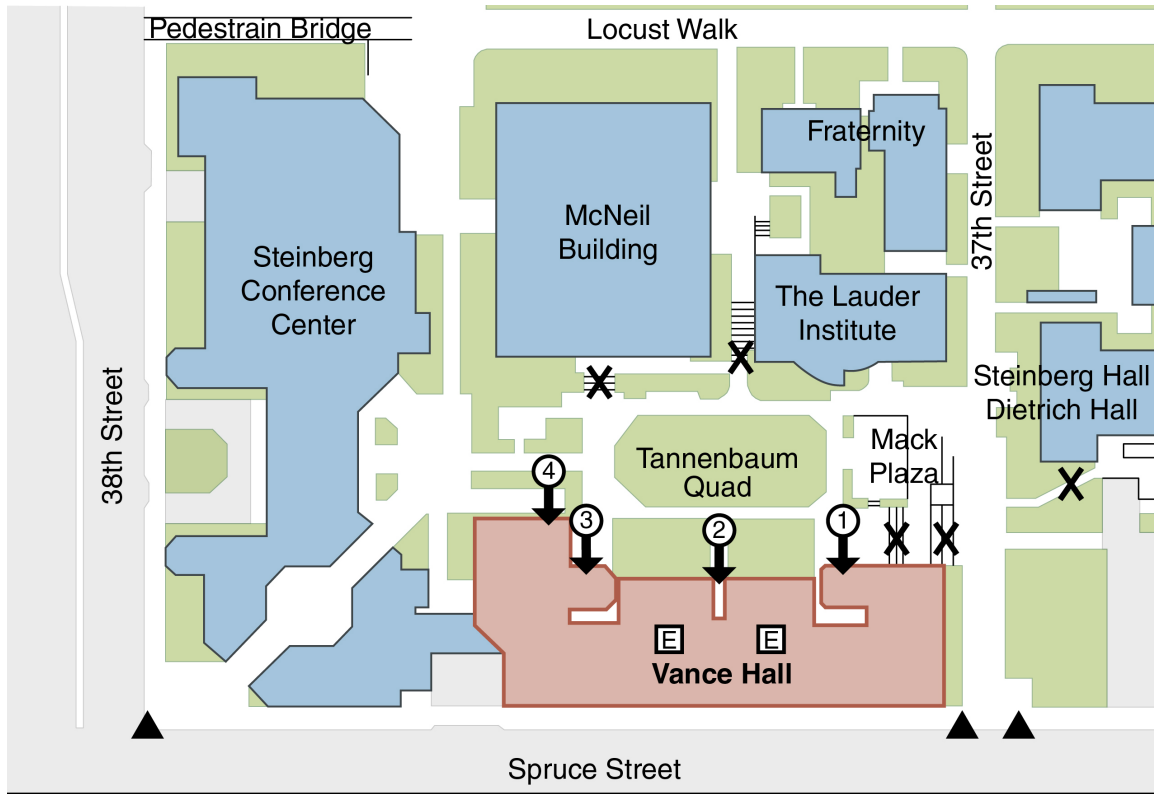 Pedestrain Bridge
Locust Walk
Fraternity
37th Street
McNeil
Building
Steinberg
Conference
Center
The Lauder
Institute
Steinberg Hall
Dietrich Hall
38th Street
Mack
Plaza
Tannenbaum
Quad
4
3
2
1
E
E
Vance Hall
Spruce Street